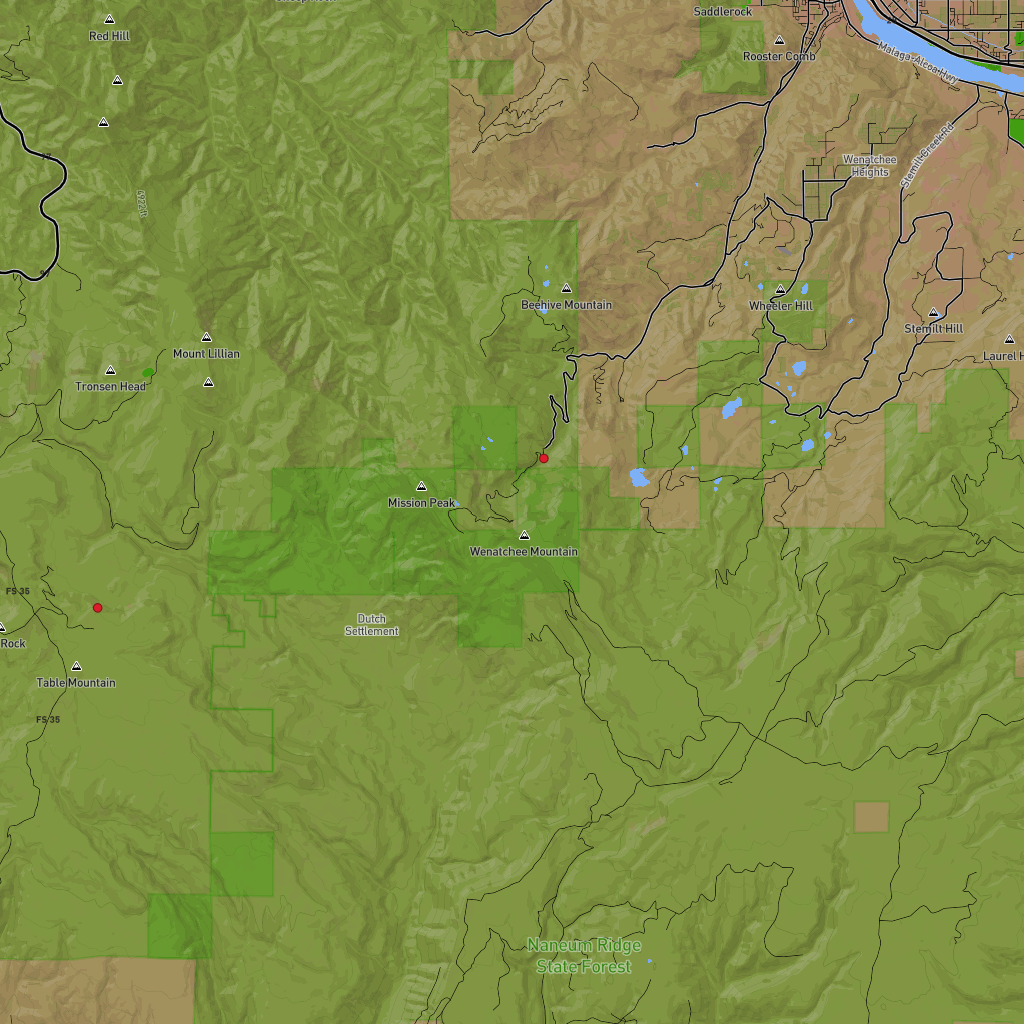 Saddlerock
Red Hill
Rooster Comb
Malaga-Alcoa Hwy
97
Wenatchee
Heights
Stemilt Creek Rd
Beehive Mountain
Wheeler Hill
Stemilt Hill
Mount Lillian
Laurel H
Tronsen Head
Mission Peak
Wenatchee Mountain
FS 35
Dutch
Settlement
Rock
Table Mountain
FS 35
Naneum Ridge
State Forest